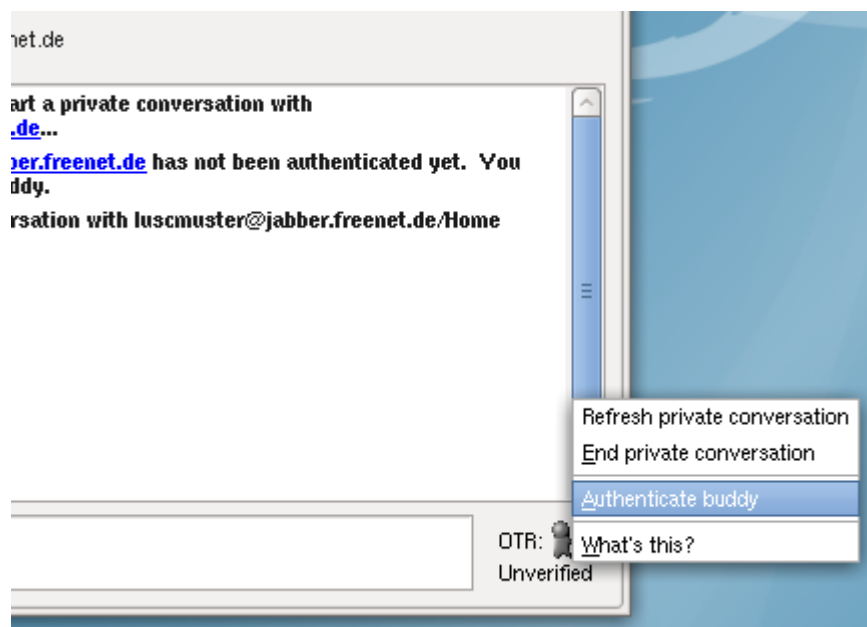 net.de
art a private conversation with
.de...
ber.freenet.de has not been authenticated yet. You
ddy.
rsation with luscmuster@jabber.freenet.de/Home
Refresh private conversation
End private conversation
Authenticate buddy
What's this?
OTR:
Unverified